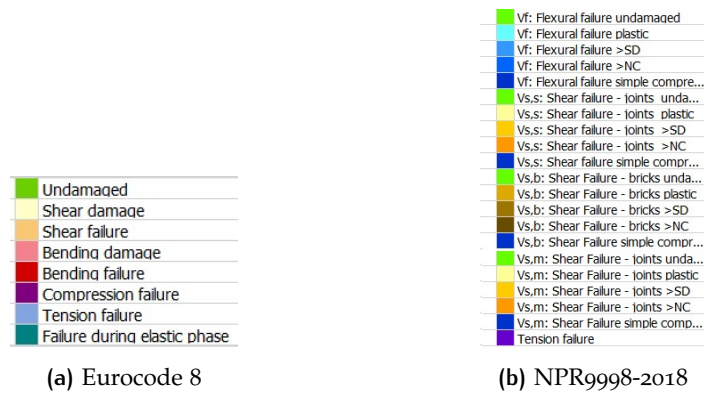 Undamaged
Shear damage
Shear failure
Bending damage
Bending failure
Compression failure
Tension failure
Failure during elastic phase
(a) Eurocode 8
Vf: Flexural failure undamaged
Vf: Flexural failure plastic
Vf: Flexural failure >SD
Vf: Flexural failure >NC
Vf: Flexural failure simple compre...
Vs,s: Shear failure - joints unda...
Vs,s: Shear failure - joints plastic
Vs,s: Shear failure - joints >SD
Vs,s: Shear failure - joints >NC
Vs,s: Shear failure simple compr...
Vs,b: Shear Failure - bricks unda...
Vs,b: Shear Failure - bricks plastic
Vs,b: Shear Failure - bricks >SD
Vs,b: Shear Failure - bricks >NC
Vs,b: Shear Failure simple compr...
Vs,m: Shear Failure - joints unda...
Vs,m: Shear Failure - joints plastic
Vs,m: Shear Failure - joints >SD
Vs,m: Shear Failure - joints >NC
Vs,m: Shear Failure simple comp...
Tension failure
(b) NPR9998-2018